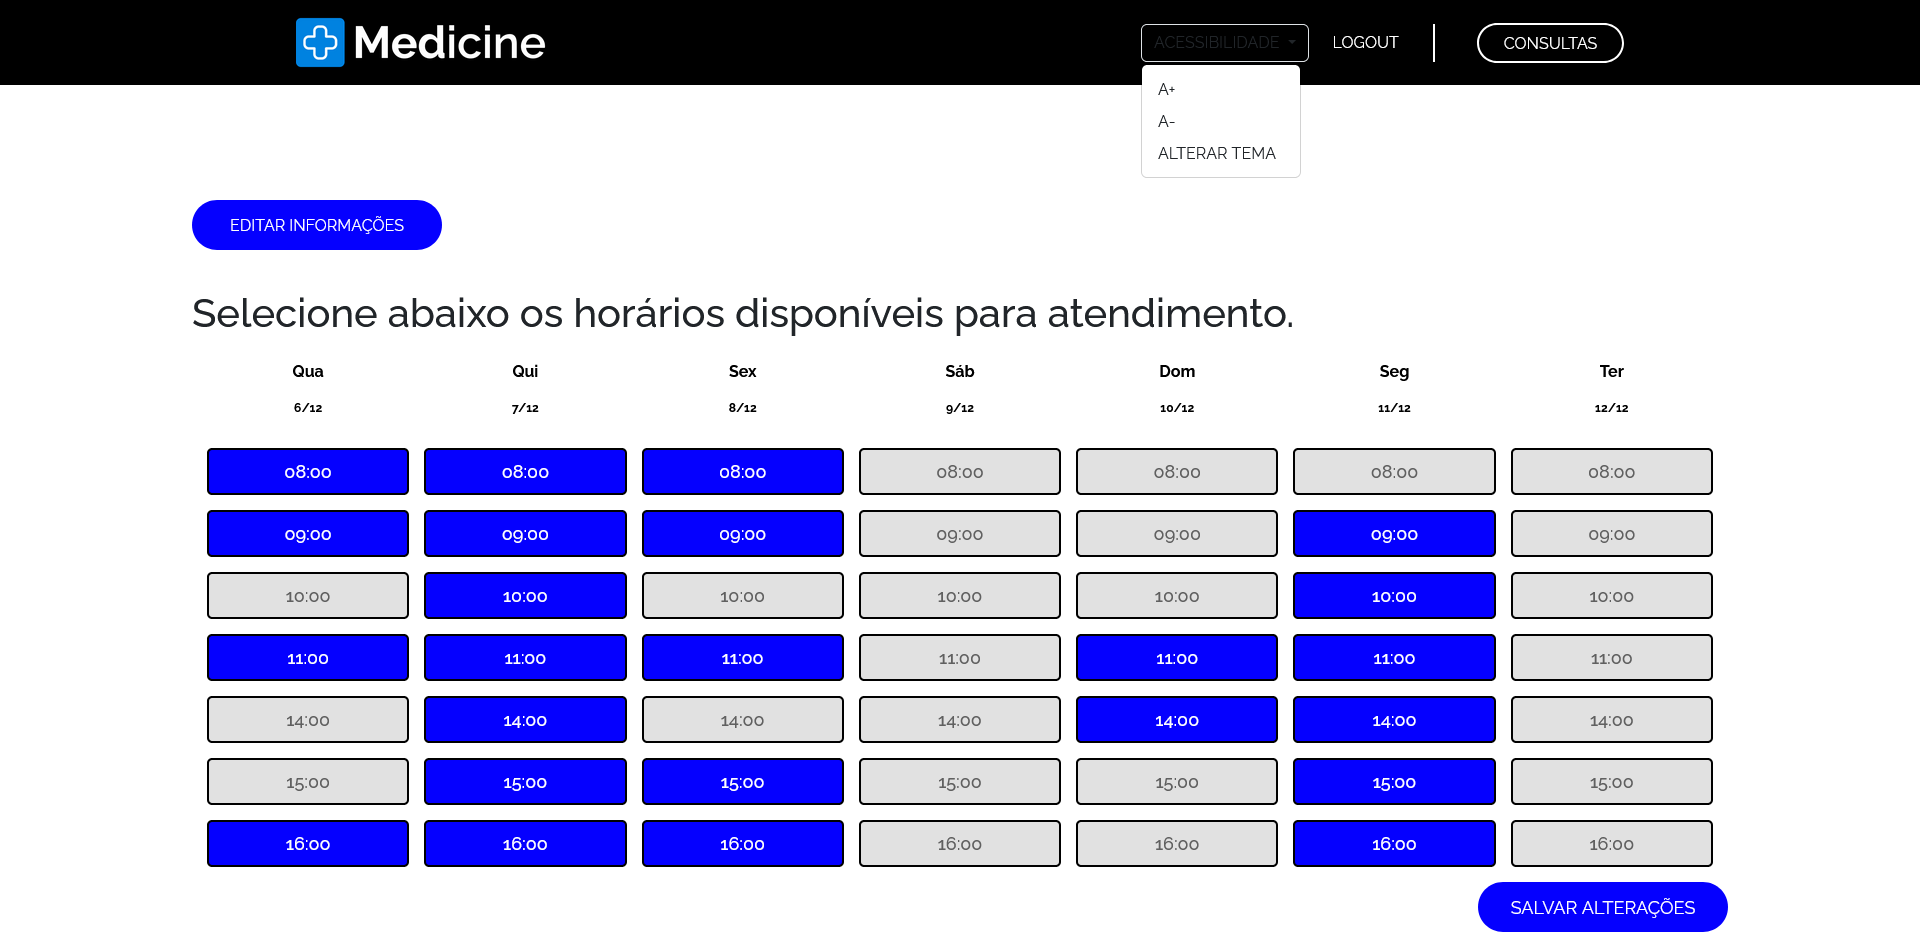 Medicine
ACESSIBILIDADE LOGOUT CONSULTAS
A+
A-
ALTERAR TEMA
EDITAR INFORMAÇÕES
Selecione abaixo os horários disponíveis para atendimento.
Qua Qui Sex Sáb Dom Seg Ter
6/12 7/12 8/12 9/12 10/12 11/12 12/12
08:00 08:00 08:00 08:00 08:00 08:00 08:00
09:00 09:00 09:00 09:00 09:00 09:00 09:00
10:00 10:00 10:00 10:00 10:00 10:00 10:00
11:00 11:00 11:00 11:00 11:00 11:00 11:00
14:00 14:00 14:00 14:00 14:00 14:00 14:00
15:00 15:00 15:00 15:00 15:00 15:00 15:00
16:00 16:00 16:00 16:00 16:00 16:00 16:00
SALVAR ALTERAÇÕES